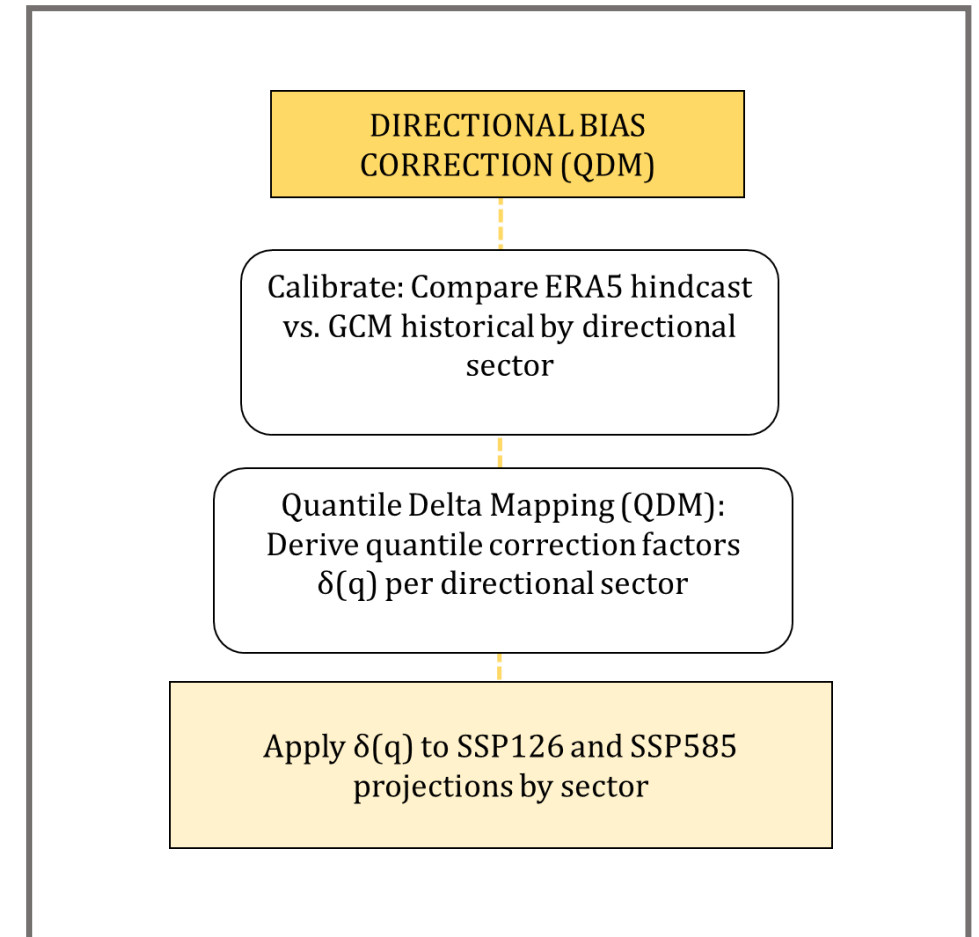 DIRECTIONAL BIAS
CORRECTION (QDM)
Calibrate: Compare ERA5 hindcast
vs. GCM historical by directional
sector
Quantile Delta Mapping (QDM):
Derive quantile correction factors
δ(q) per directional sector
Apply δ(q) to SSP126 and SSP585
projections by sector